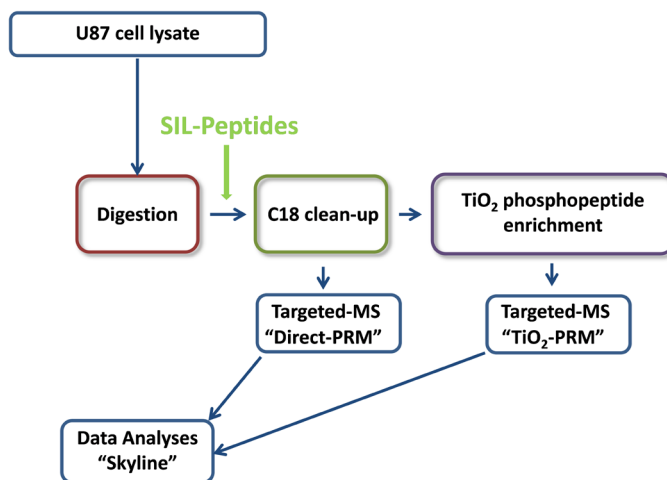 U87 cell lysate
SIL-Peptides
Digestion
C18 clean-up
TiO₂ phosphopeptide
enrichment
Targeted-MS
“Direct-PRM”
Targeted-MS
“TiO₂-PRM”
Data Analyses
“Skyline”